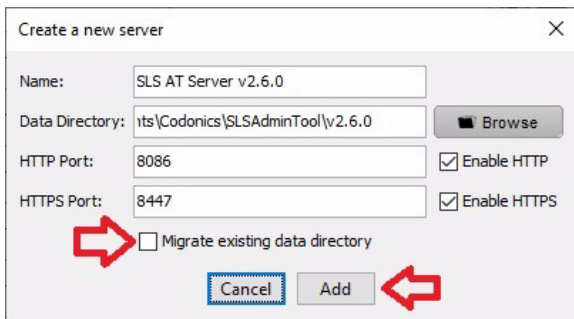 Create a new server
Name: SLS AT Server v2.6.0
Data Directory: nts\Codonics\SLSAdminTool\v2.6.0 Browse
HTTP Port: 8086 Enable HTTP
HTTPS Port: 8447 Enable HTTPS
Migrate existing data directory
Cancel Add